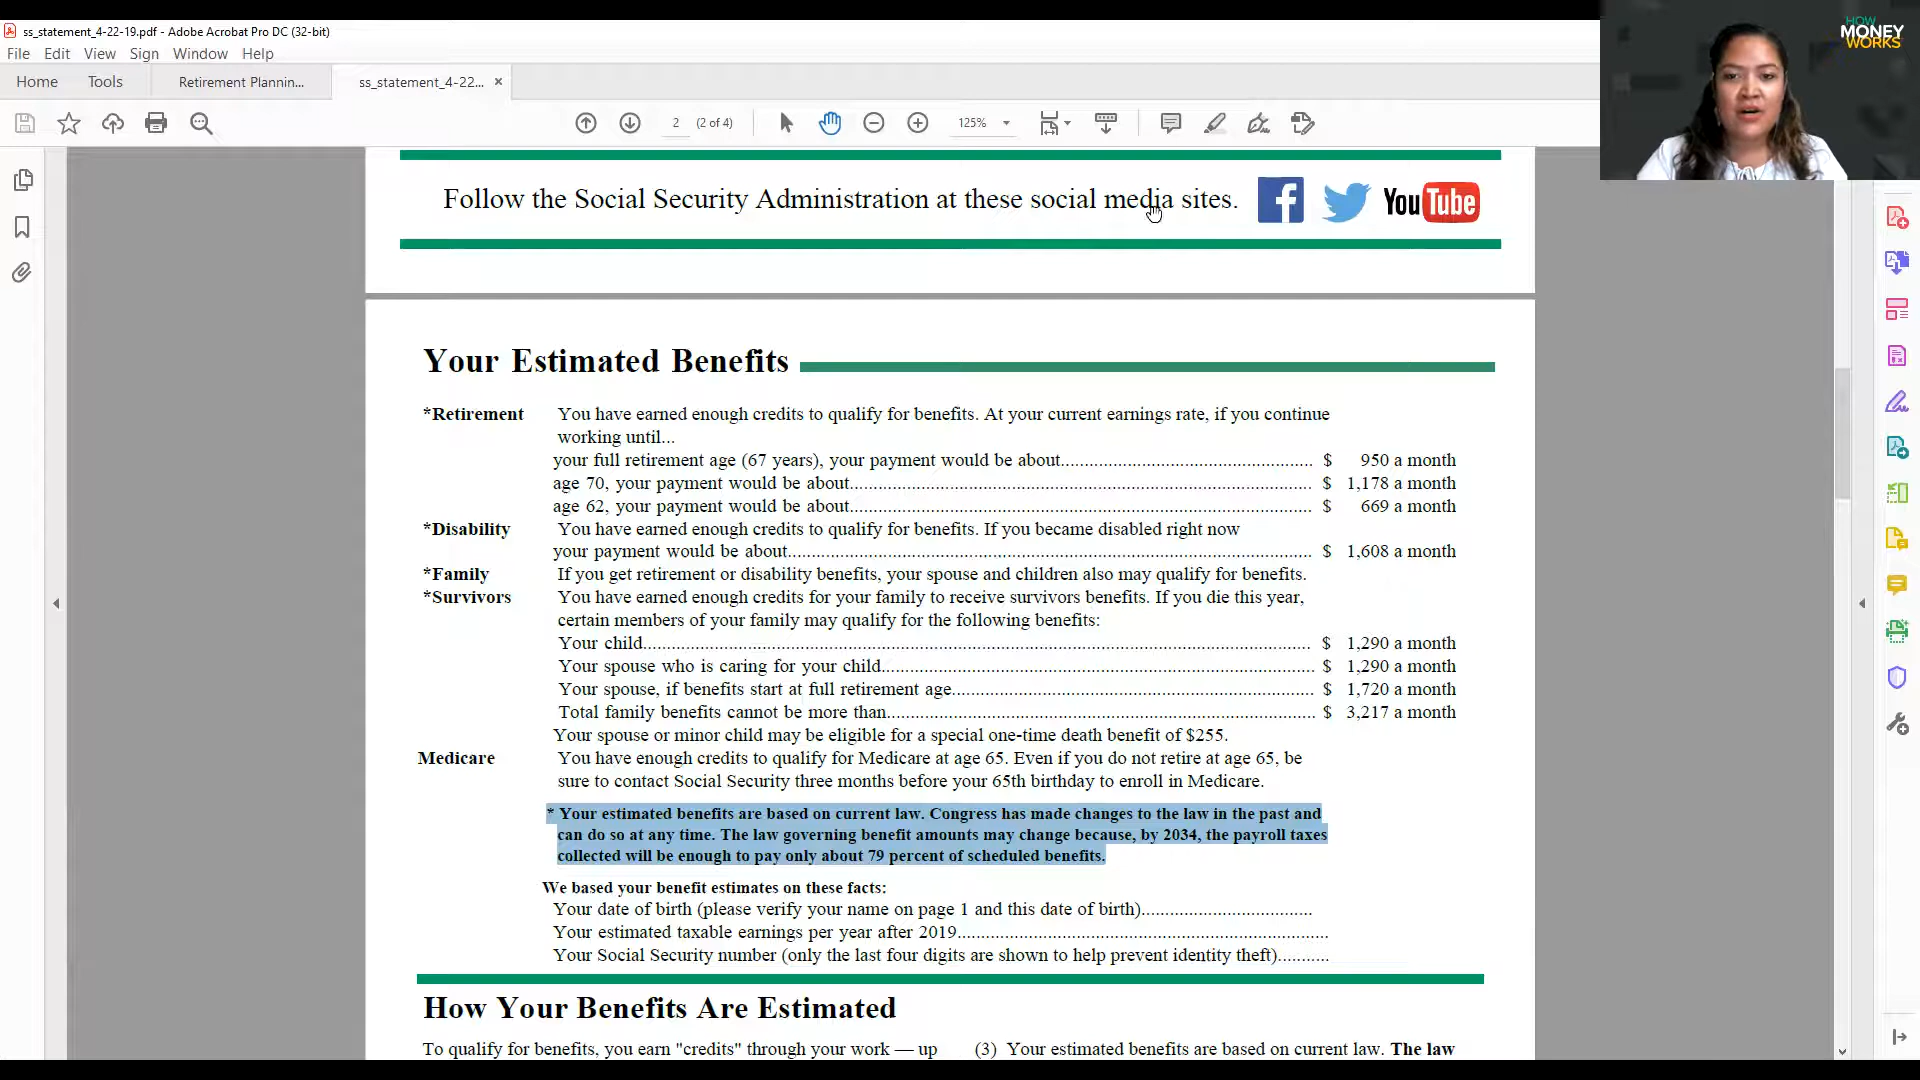 ss_statement_4-22-19.pdf - Adobe Acrobat Pro DC (32-bit)
File Edit View Sign Window Help
Home Tools Retirement Plannin... ss_statement_4-22... ×
2 (2 of 4) 125%
HOW
MONEY
WORKS
Follow the Social Security Administration at these social media sites. f YouTube
Your Estimated Benefits
*Retirement You have earned enough credits to qualify for benefits. At your current earnings rate, if you continue
working until...
your full retirement age (67 years), your payment would be about.................................................. $ 950 a month
age 70, your payment would be about............................................................................................ $ 1,178 a month
age 62, your payment would be about............................................................................................ $ 669 a month
*Disability You have earned enough credits to qualify for benefits. If you became disabled right now
your payment would be about......................................................................................................... $ 1,608 a month
*Family If you get retirement or disability benefits, your spouse and children also may qualify for benefits.
*Survivors You have earned enough credits for your family to receive survivors benefits. If you die this year,
certain members of your family may qualify for the following benefits:
Your child..................................................................................................................................... $ 1,290 a month
Your spouse who is caring for your child...................................................................................... $ 1,290 a month
Your spouse, if benefits start at full retirement age........................................................................ $ 1,720 a month
Total family benefits cannot be more than...................................................................................... $ 3,217 a month
Your spouse or minor child may be eligible for a special one-time death benefit of $255.
Medicare You have enough credits to qualify for Medicare at age 65. Even if you do not retire at age 65, be
sure to contact Social Security three months before your 65th birthday to enroll in Medicare.
* Your estimated benefits are based on current law. Congress has made changes to the law in the past and
can do so at any time. The law governing benefit amounts may change because, by 2034, the payroll taxes
collected will be enough to pay only about 79 percent of scheduled benefits.
We based your benefit estimates on these facts:
Your date of birth (please verify your name on page 1 and this date of birth)..................................
Your estimated taxable earnings per year after 2019..........................................................................
Your Social Security number (only the last four digits are shown to help prevent identity theft)...........
How Your Benefits Are Estimated
To qualify for benefits, you earn "credits" through your work — up
(3) Your estimated benefits are based on current law. The law